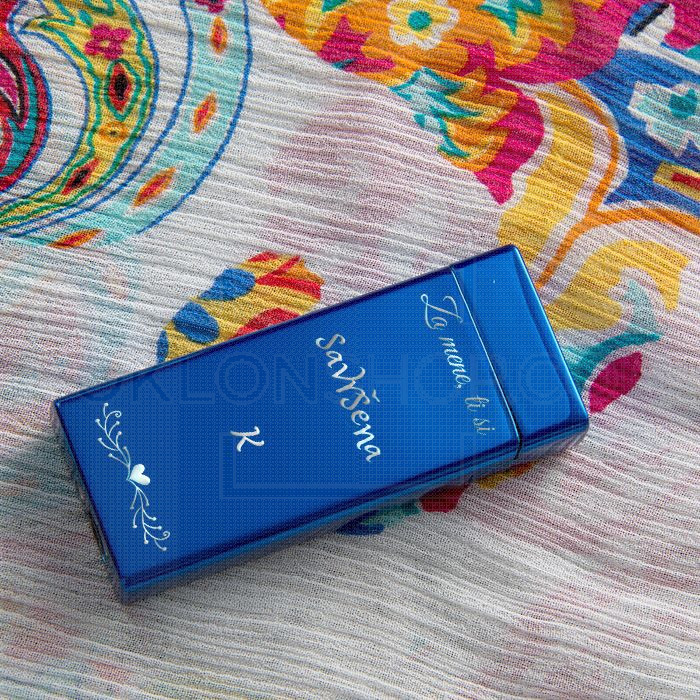 Za mene, ti si
savršena
K